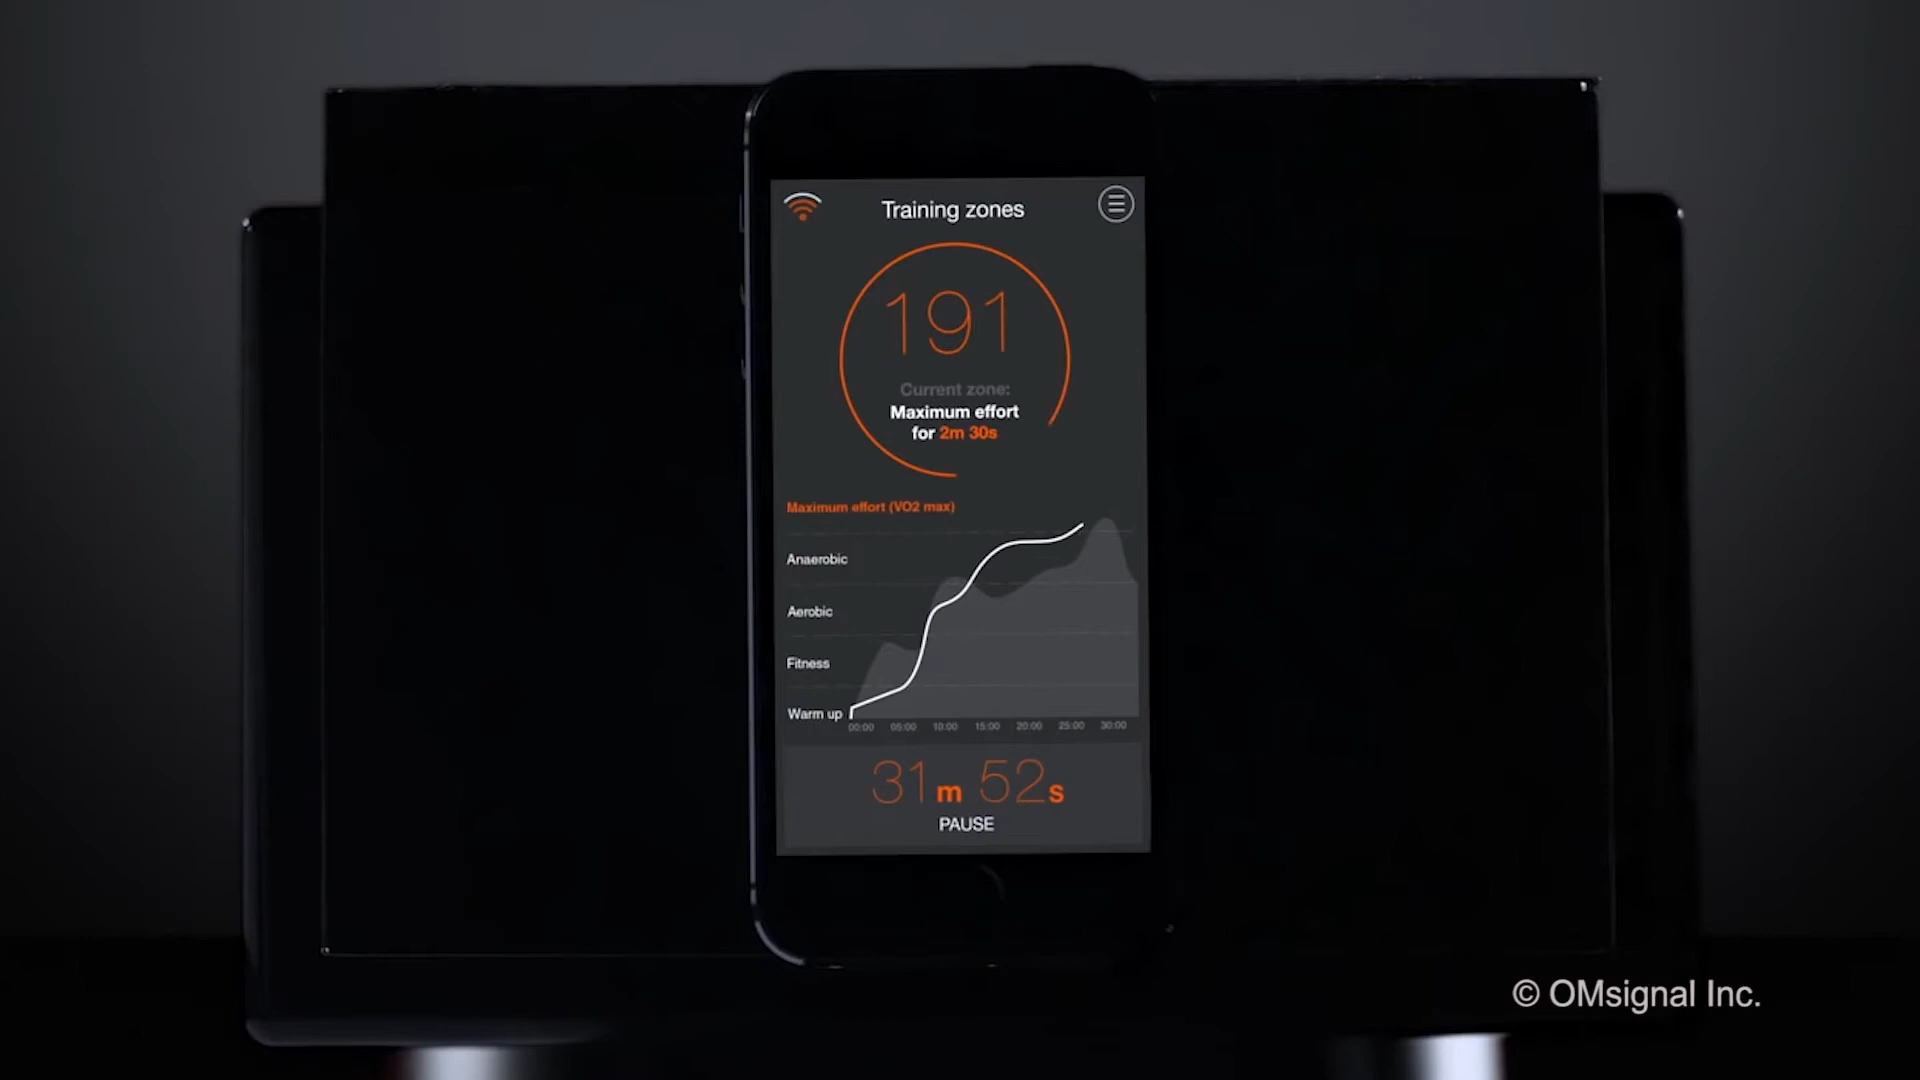 Training zones
191
Current zone:
Maximum effort
for 2m 30s
Maximum effort (VO2 max)
Anaerobic
Aerobic
Fitness
Warm up
00:00 05:00 10:00 15:00 20:00 25:00 30:00
31m 52s
PAUSE
© OMsignal Inc.